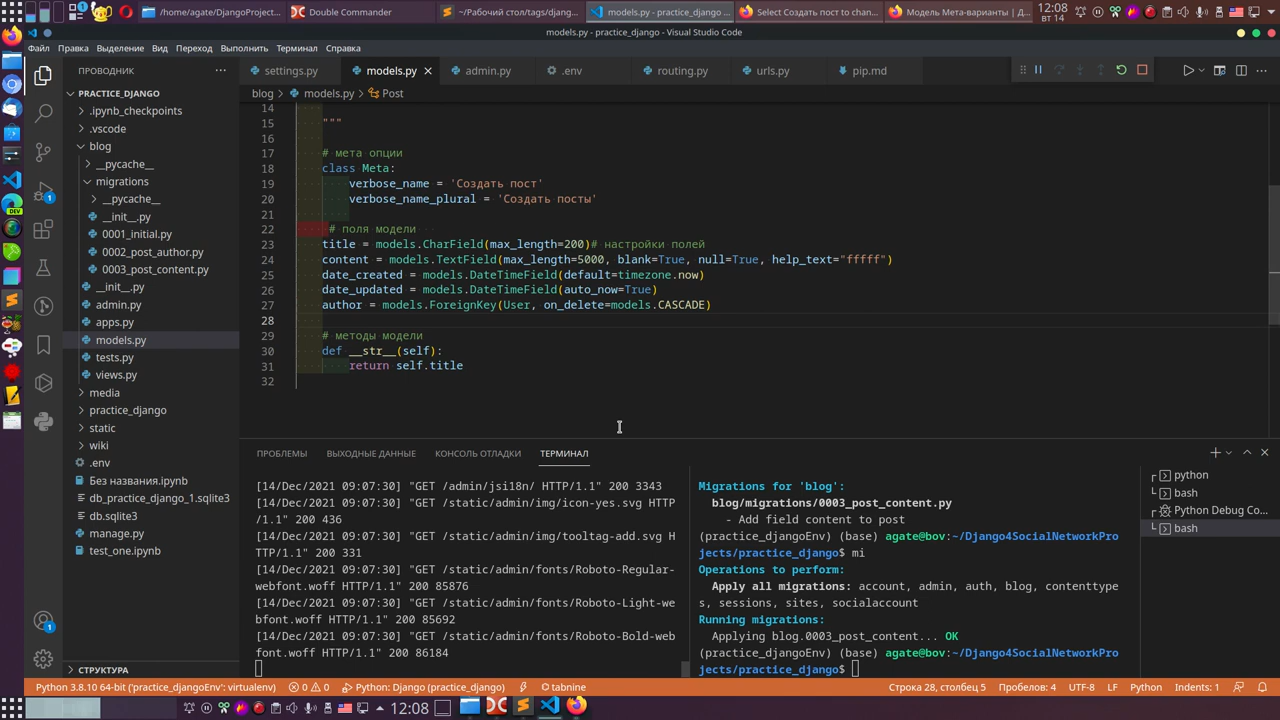 /home/agate/DjangoProject...
Double Commander
~/Рабочий стол/tags/djang...
models.py - practice_django ...
Select Создать пост to chan...
Модель Мета-варианты | Д...
12:08
вт 14
models.py - practice_django - Visual Studio Code
Файл Правка Выделение Вид Переход Выполнить Терминал Справка
ПРОВОДНИК ...
settings.py models.py admin.py .env routing.py urls.py pip.md
PRACTICE_DJANGO
blog > models.py > Post
.ipynb_checkpoints
.vscode
blog
__pycache__
migrations
__pycache__
__init__.py
0001_initial.py
0002_post_author.py
0003_post_content.py
__init__.py
admin.py
apps.py
models.py
tests.py
views.py
media
practice_django
static
wiki
.env
Без названия.ipynb
db_practice_django_1.sqlite3
db.sqlite3
manage.py
test_one.ipynb
СТРУКТУРА
DEV
1
1
14
15 """
16
17 # мета опции
18 class Meta:
19 verbose_name = 'Создать пост'
20 verbose_name_plural = 'Создать посты'
21
22 # поля модели
23 title = models.CharField(max_length=200)# настройки полей
24 content = models.TextField(max_length=5000, blank=True, null=True, help_text="fffff")
25 date_created = models.DateTimeField(default=timezone.now)
26 date_updated = models.DateTimeField(auto_now=True)
27 author = models.ForeignKey(User, on_delete=models.CASCADE)
28
29 # методы модели
30 def __str__(self):
31 return self.title
32
ПРОБЛЕМЫ ВЫХОДНЫЕ ДАННЫЕ КОНСОЛЬ ОТЛАДКИ ТЕРМИНАЛ
[14/Dec/2021 09:07:30] "GET /admin/jsi18n/ HTTP/1.1" 200 3343
[14/Dec/2021 09:07:30] "GET /static/admin/img/icon-yes.svg HTTP
/1.1" 200 436
[14/Dec/2021 09:07:30] "GET /static/admin/img/tooltag-add.svg H
TTP/1.1" 200 331
[14/Dec/2021 09:07:30] "GET /static/admin/fonts/Roboto-Regular-
webfont.woff HTTP/1.1" 200 85876
[14/Dec/2021 09:07:30] "GET /static/admin/fonts/Roboto-Light-we
bfont.woff HTTP/1.1" 200 85692
[14/Dec/2021 09:07:30] "GET /static/admin/fonts/Roboto-Bold-web
font.woff HTTP/1.1" 200 86184
Migrations for 'blog':
blog/migrations/0003_post_content.py
- Add field content to post
(practice_djangoEnv) (base) agate@bov:~/Django4SocialNetworkPro
jects/practice_django$ mi
Operations to perform:
Apply all migrations: account, admin, auth, blog, contenttype
s, sessions, sites, socialaccount
Running migrations:
Applying blog.0003_post_content... OK
(practice_djangoEnv) (base) agate@bov:~/Django4SocialNetworkPro
jects/practice_django$
python
bash
Python Debug Co...
bash
Python 3.8.10 64-bit ('practice_djangoEnv': virtualenv) 0 0 Python: Django (practice_django) tabnine Строка 28, столбец 5 Пробелов: 4 UTF-8 LF Python Indents: 1
12:08